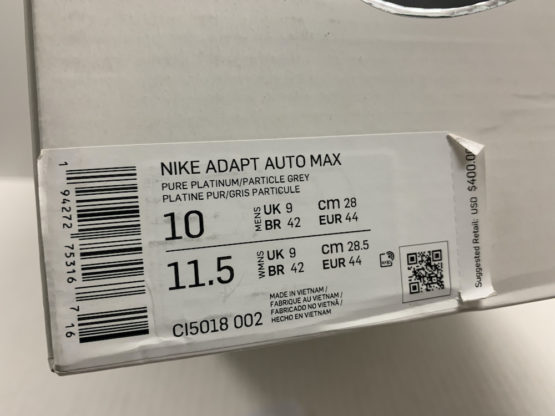 NIKE ADAPT AUTO MAX
PURE PLATINUM/PARTICLE GREY
PLATINE PUR/GRIS PARTICULE
10
MENS
UK 9
BR 42
cm 28
EUR 44
11.5
WMNS
UK 9
BR 42
cm 28.5
EUR 44
MADE IN VIETNAM /
FABRIQUE AU VIETNAM /
FABRICADO NO VIETNÃ /
HECHO EN VIETNAM
CI5018 002
1 94272 75316 7 16
Suggested Retail: USD $400.00